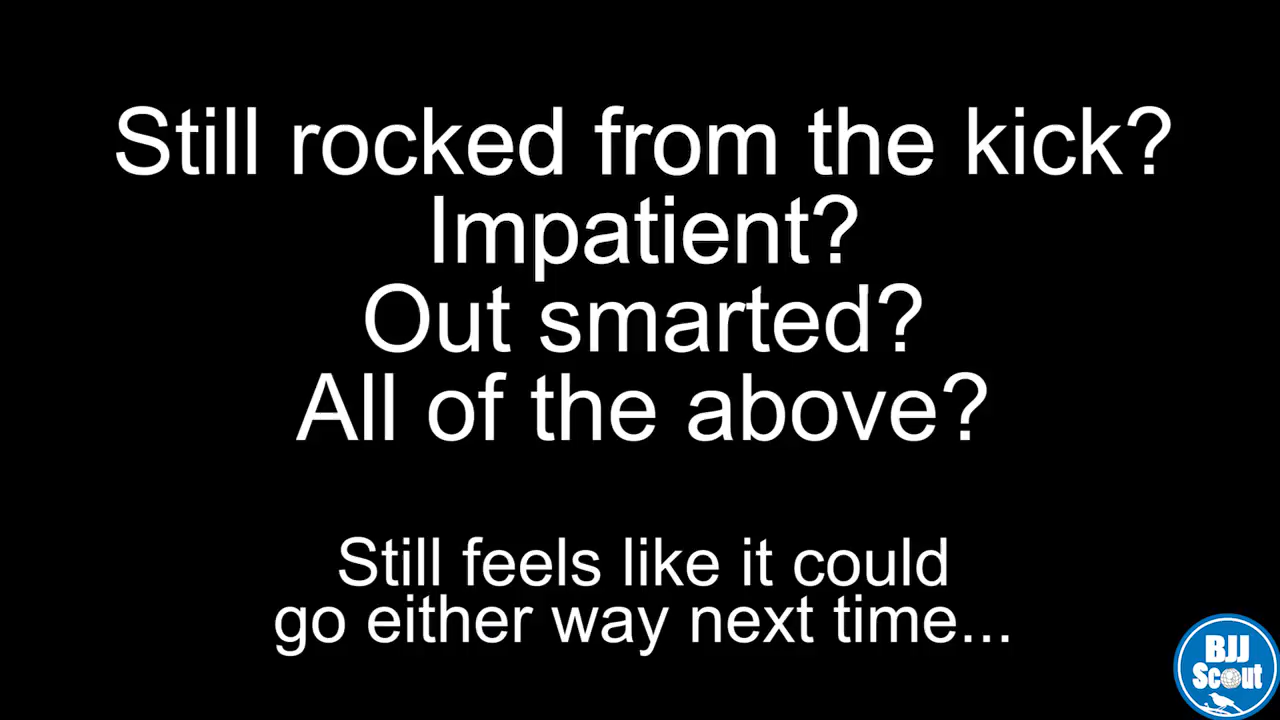 Still rocked from the kick?
Impatient?
Out smarted?
All of the above?
Still feels like it could
go either way next time...
BJJ
Scout